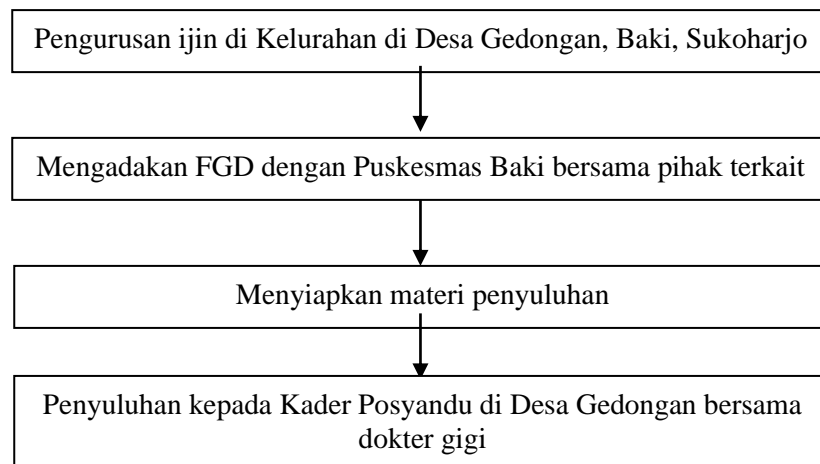 Pengurusan ijin di Kelurahan di Desa Gedongan, Baki, Sukoharjo
Mengadakan FGD dengan Puskesmas Baki bersama pihak terkait
Menyiapkan materi penyuluhan
Penyuluhan kepada Kader Posyandu di Desa Gedongan bersama
dokter gigi